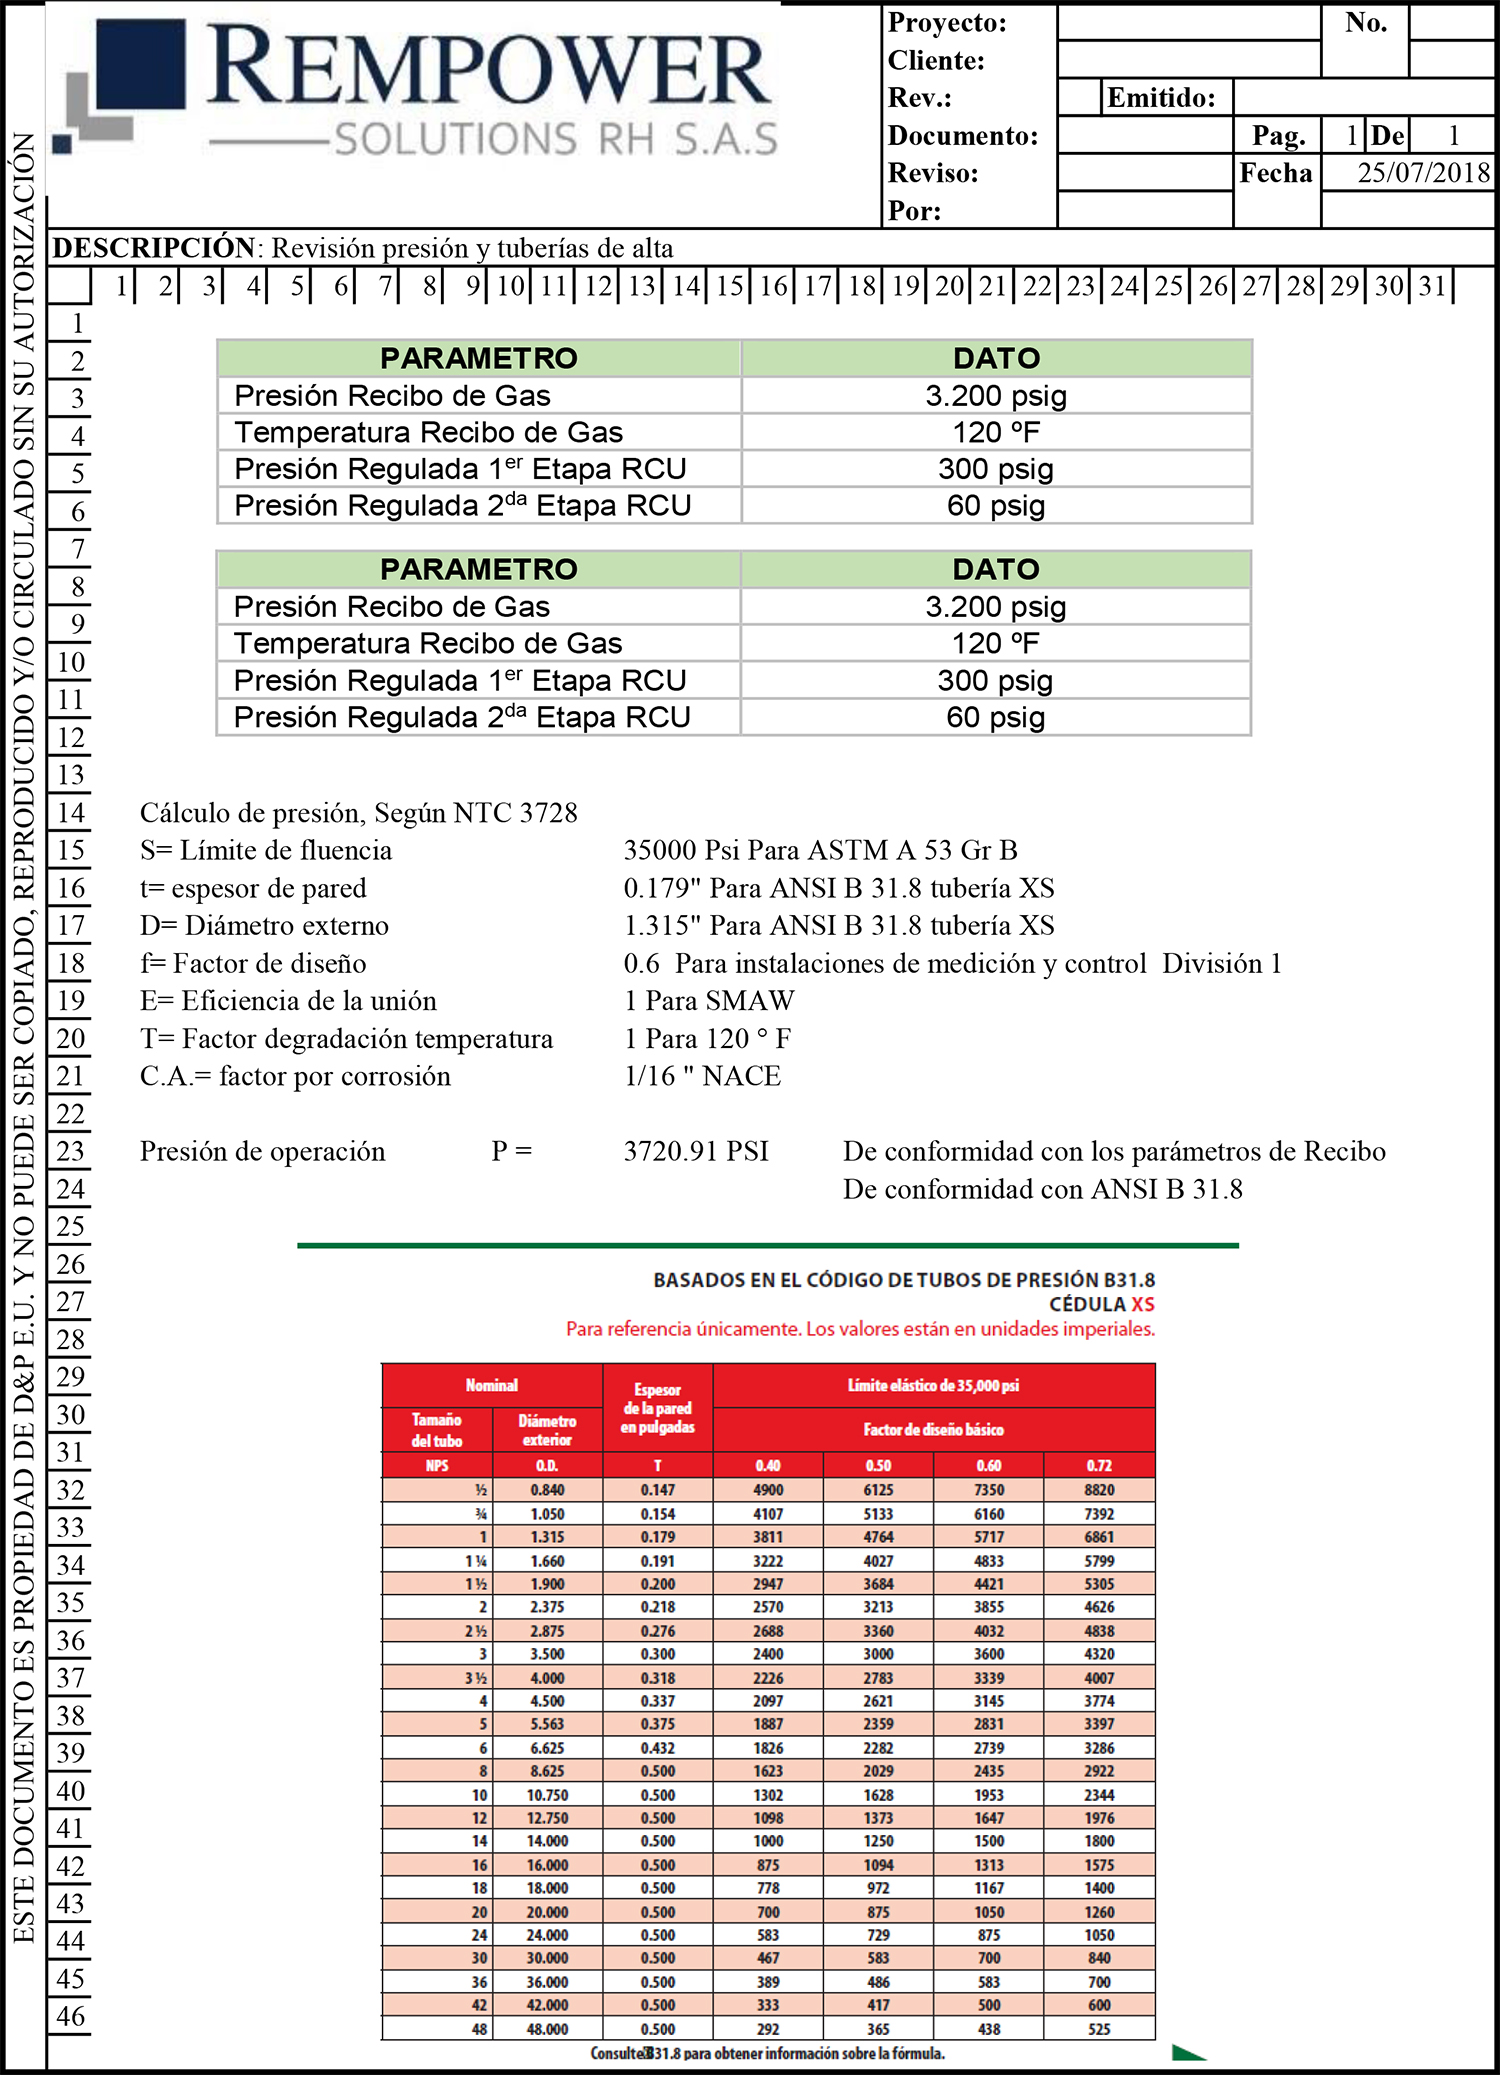 REMPOWER
SOLUTIONS RH S.A.S
Proyecto: No.
Cliente:
Rev.: Emitido:
Documento: Pag. 1 De 1
Reviso: Fecha 25/07/2018
Por:
ESTE DOCUMENTO ES PROPIEDAD DE D&P E.U. Y NO PUEDE SER COPIADO, REPRODUCIDO Y/O CIRCULADO SIN SU AUTORIZACIÓN
DESCRIPCIÓN: Revisión presión y tuberías de alta
1 2 3 4 5 6 7 8 9 10 11 12 13 14 15 16 17 18 19 20 21 22 23 24 25 26 27 28 29 30 31
1
2 PARAMETRO DATO
3 Presión Recibo de Gas 3.200 psig
4 Temperatura Recibo de Gas 120 ºF
5 Presión Regulada 1er Etapa RCU 300 psig
6 Presión Regulada 2da Etapa RCU 60 psig
7
8 PARAMETRO DATO
9 Presión Recibo de Gas 3.200 psig
10 Temperatura Recibo de Gas 120 ºF
11 Presión Regulada 1er Etapa RCU 300 psig
12 Presión Regulada 2da Etapa RCU 60 psig
13
14 Cálculo de presión, Según NTC 3728
15 S= Límite de fluencia 35000 Psi Para ASTM A 53 Gr B
16 t= espesor de pared 0.179" Para ANSI B 31.8 tubería XS
17 D= Diámetro externo 1.315" Para ANSI B 31.8 tubería XS
18 f= Factor de diseño 0.6 Para instalaciones de medición y control División 1
19 E= Eficiencia de la unión 1 Para SMAW
20 T= Factor degradación temperatura 1 Para 120 ° F
21 C.A.= factor por corrosión 1/16 " NACE
22
23 Presión de operación P = 3720.91 PSI De conformidad con los parámetros de Recibo
24 De conformidad con ANSI B 31.8
25
26 BASADOS EN EL CÓDIGO DE TUBOS DE PRESIÓN B31.8
27 CÉDULA XS
28 Para referencia únicamente. Los valores están en unidades imperiales.
29 Nominal Espesor de la pared en pulgadas Límite elástico de 35,000 psi
30 Tamaño del tubo Diámetro exterior Factor de diseño básico
31 NPS O.D. T 0.40 0.50 0.60 0.72
32 ½ 0.840 0.147 4900 6125 7350 8820
33 ¾ 1.050 0.154 4107 5133 6160 7392
1 1.315 0.179 3811 4764 5717 6861
34 1 ¼ 1.660 0.191 3222 4027 4833 5799
1 ½ 1.900 0.200 2947 3684 4421 5305
35 2 2.375 0.218 2570 3213 3855 4626
36 2 ½ 2.875 0.276 2688 3360 4032 4838
3 3.500 0.300 2400 3000 3600 4320
37 3 ½ 4.000 0.318 2226 2783 3339 4007
38 4 4.500 0.337 2097 2621 3145 3774
5 5.563 0.375 1887 2359 2831 3397
39 6 6.625 0.432 1826 2282 2739 3286
8 8.625 0.500 1623 2029 2435 2922
40 10 10.750 0.500 1302 1628 1953 2344
41 12 12.750 0.500 1098 1373 1647 1976
14 14.000 0.500 1000 1250 1500 1800
42 16 16.000 0.500 875 1094 1313 1575
18 18.000 0.500 778 972 1167 1400
43 20 20.000 0.500 700 875 1050 1260
44 24 24.000 0.500 583 729 875 1050
30 30.000 0.500 467 583 700 840
45 36 36.000 0.500 389 486 583 700
46 42 42.000 0.500 333 417 500 600
48 48.000 0.500 292 365 438 525
Consulte B31.8 para obtener información sobre la fórmula.